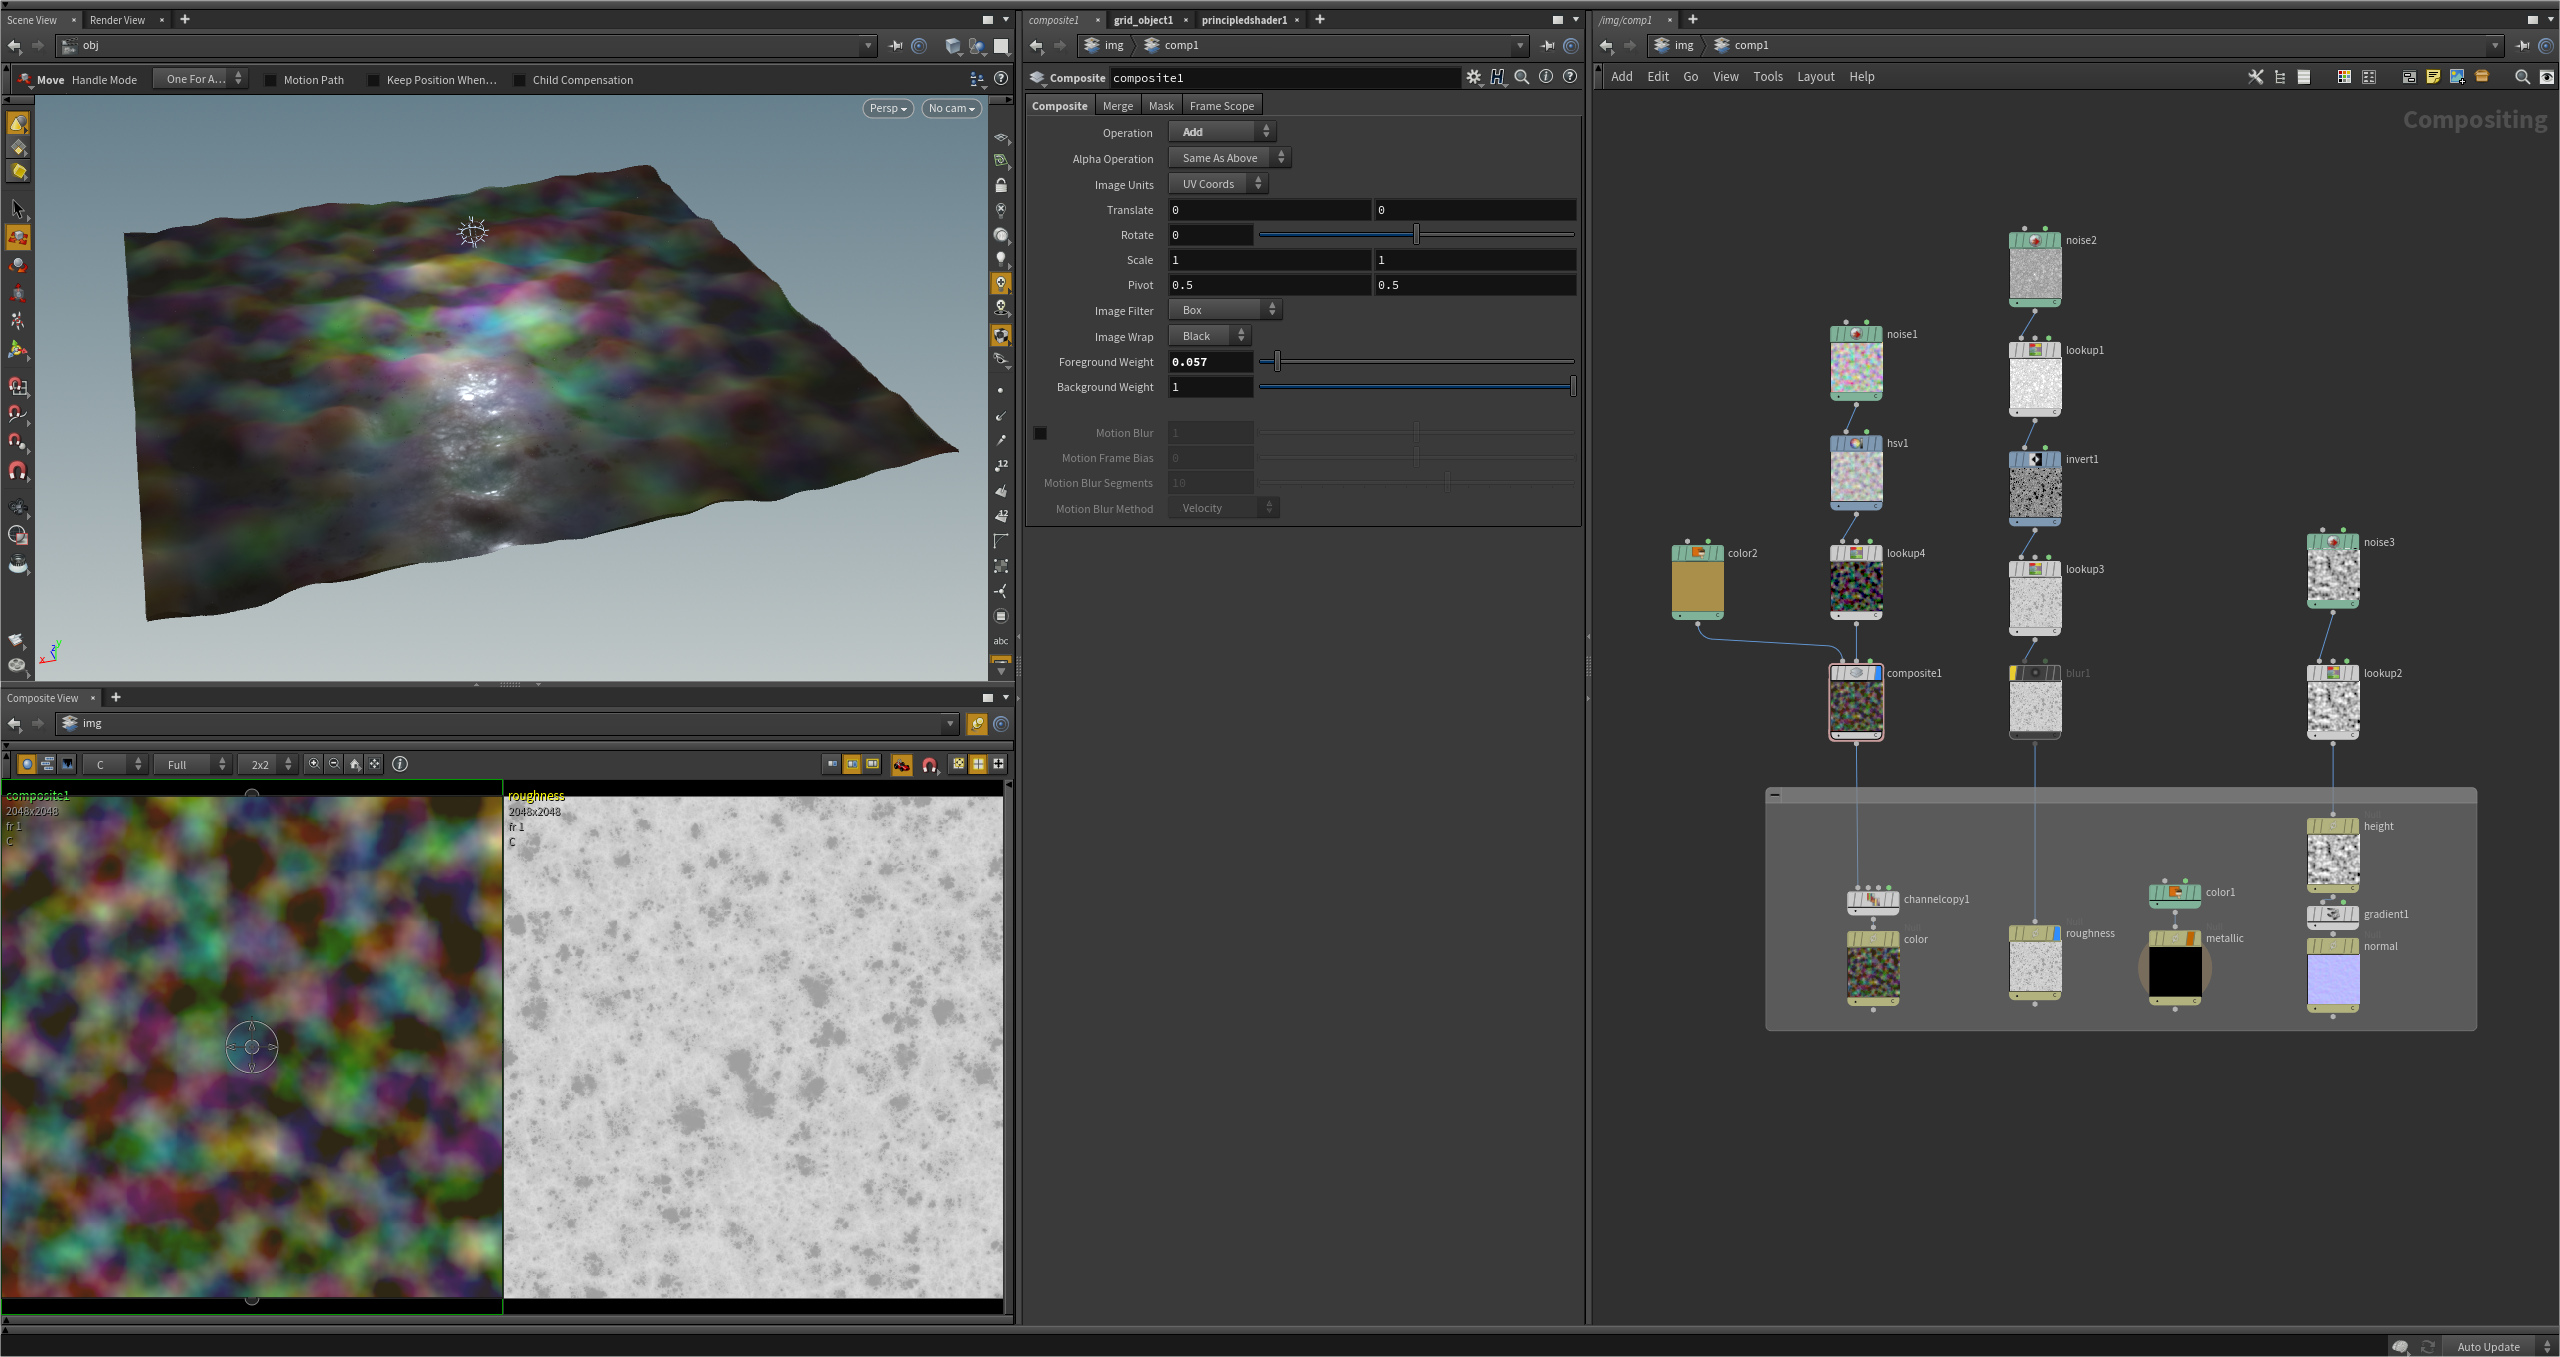 Scene View
Render View
obj
Move
Handle Mode
One For A...
Motion Path
Keep Position When...
Child Compensation
Persp
No cam
12
12
abc
x
y
z
Composite View
img
C
Full
2x2
composite1
2048x2048
fr 1
C
roughness
2048x2048
fr 1
C
composite1
grid_object1
principledshader1
img
comp1
Composite
composite1
Composite
Merge
Mask
Frame Scope
Operation
Add
Alpha Operation
Same As Above
Image Units
UV Coords
Translate
0
0
Rotate
0
Scale
1
1
Pivot
0.5
0.5
Image Filter
Box
Image Wrap
Black
Foreground Weight
0.057
Background Weight
1
Motion Blur
1
Motion Frame Bias
0
Motion Blur Segments
10
Motion Blur Method
Velocity
/img/comp1
img
comp1
Add
Edit
Go
View
Tools
Layout
Help
Compositing
noise2
noise1
lookup1
hsv1
invert1
noise3
color2
lookup4
lookup3
composite1
blur1
lookup2
height
color1
channelcopy1
gradient1
roughness
metallic
color
normal
Auto Update